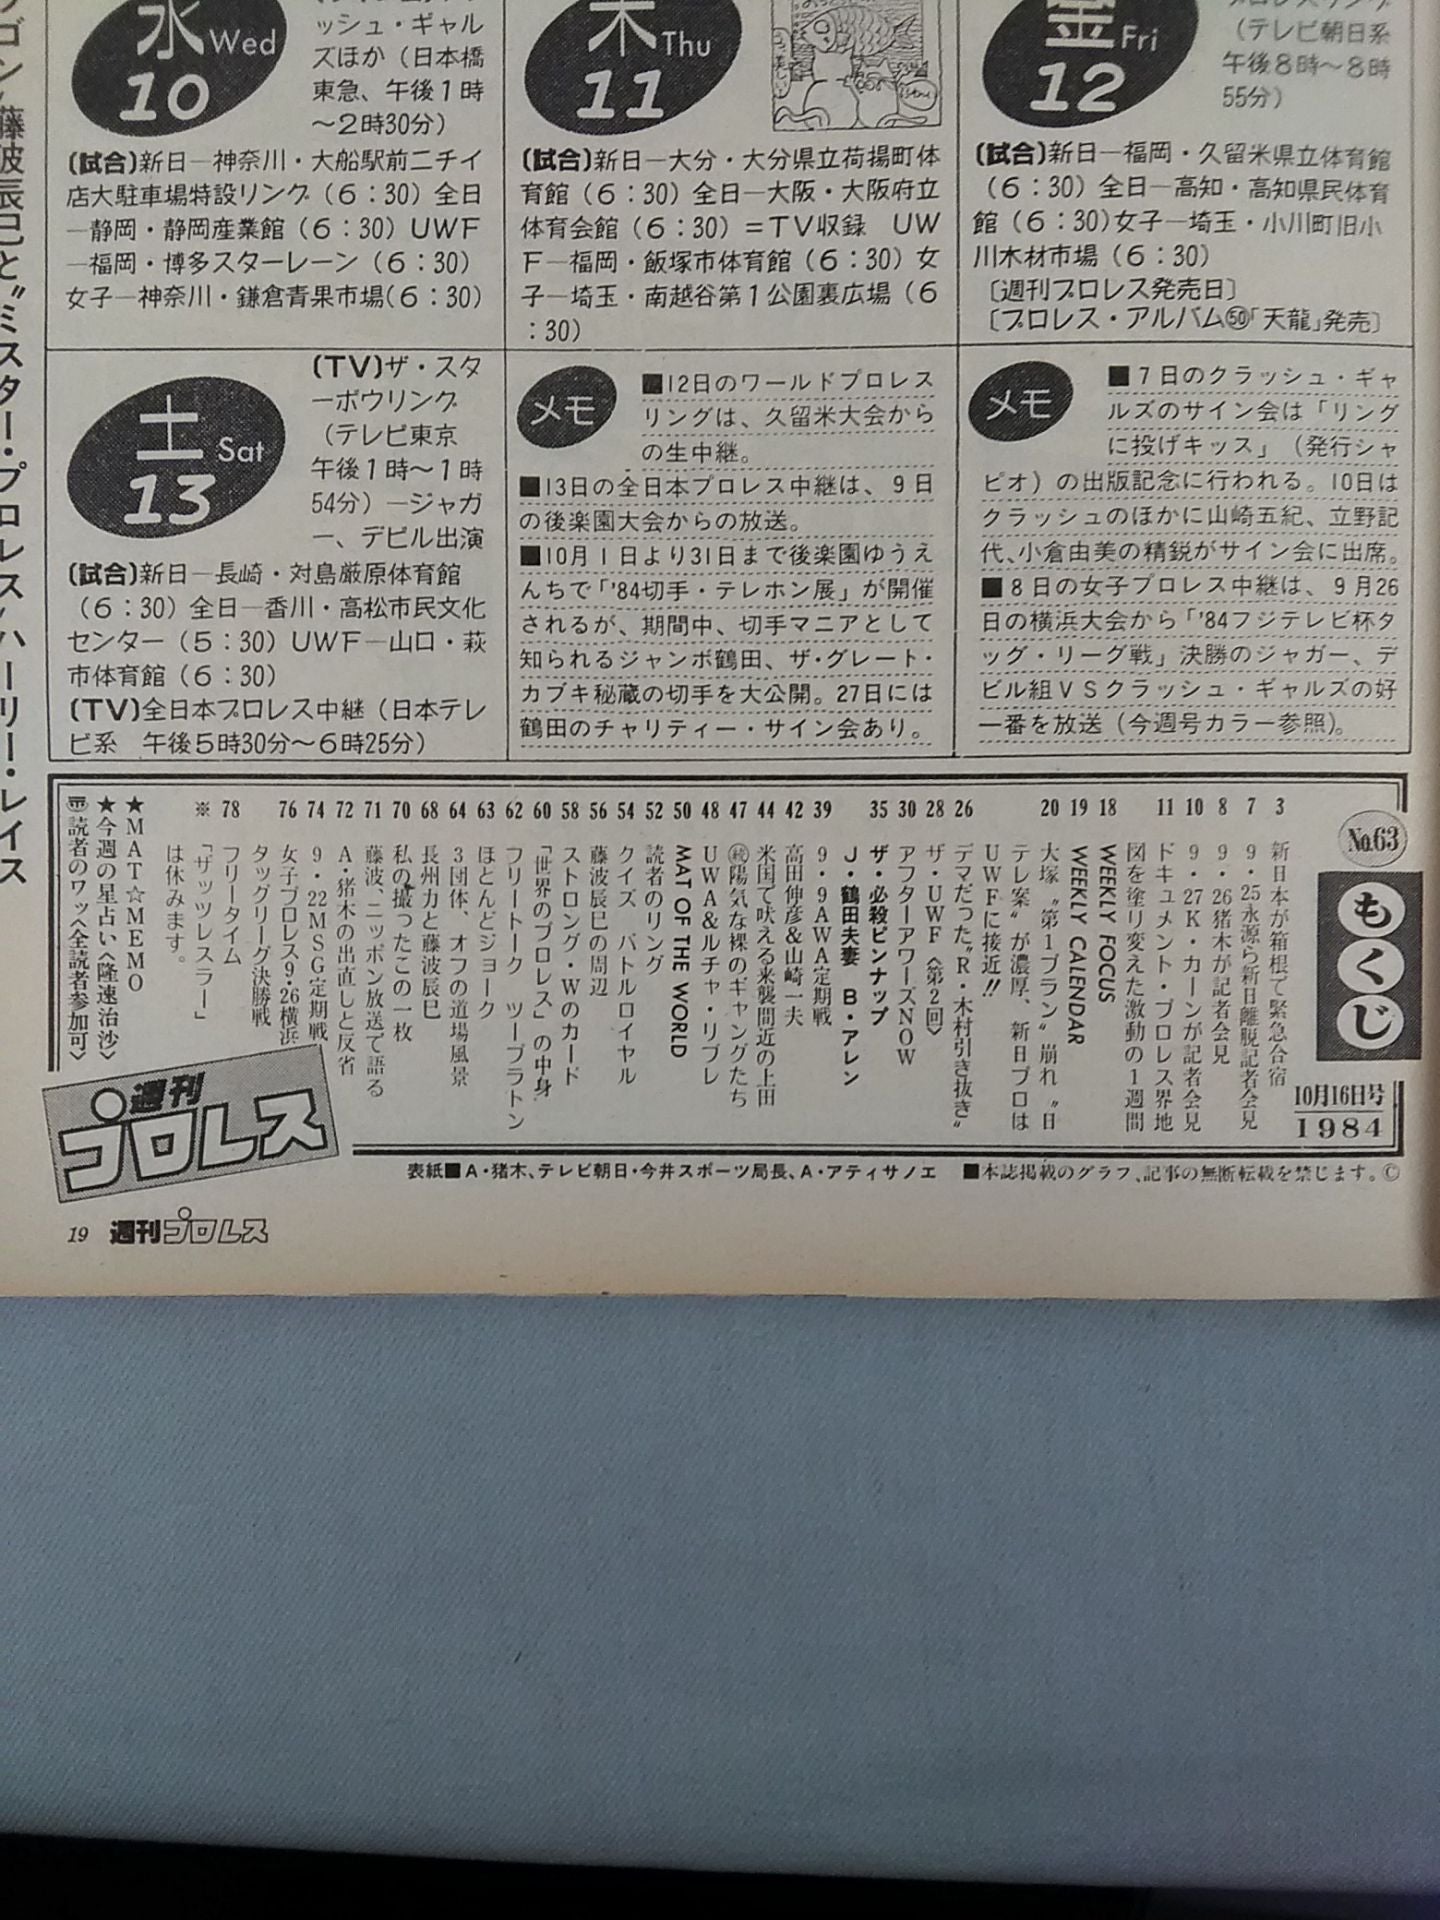 水 Wed
10
ッシュ・ギャル
ズほか（日本橋
東急、午後１時
～２時30分）
〔試合〕新日―神奈川・大船駅前ニチイ
店大駐車場特設リング（６：30）全日
―静岡・静岡産業館（６：30）ＵＷＦ
―福岡・博多スターレーン（６：30）
女子―神奈川・鎌倉青果市場（６：30）
木 Thu
11
〔試合〕新日―大分・大分県立荷揚町体
育館（６：30）全日―大阪・大阪府立
体育会館（６：30）＝ＴＶ収録　ＵＷ
Ｆ―福岡・飯塚市体育館（６：30）女
子―埼玉・南越谷第１公園裏広場（６
：30）
金 Fri
12
（テレビ朝日系
午後８時～８時
55分）
〔試合〕新日―福岡・久留米県立体育館
（６：30）全日―高知・高知県民体育
館（６：30）女子―埼玉・小川町旧小
川木材市場（６：30）
〔週刊プロレス発売日〕
〔プロレス・アルバム㊿「天龍」発売〕
土 Sat
13
〔ＴＶ〕ザ・スタ
ーボウリング
（テレビ東京
午後１時～１時
54分）―ジャガ
ー、デビル出演
〔試合〕新日―長崎・対島厳原体育館
（６：30）全日―香川・高松市民文化
センター（５：30）ＵＷＦ―山口・萩
市体育館（６：30）
〔ＴＶ〕全日本プロレス中継（日本テレ
ビ系　午後５時30分～６時25分）
メモ
■12日のワールドプロレス
リングは、久留米大会から
の生中継。
■13日の全日本プロレス中継は、９日
の後楽園大会からの放送。
■10月１日より31日まで後楽園ゆうえ
んちで「'84切手・テレホン展」が開催
されるが、期間中、切手マニアとして
知られるジャンボ鶴田、ザ・グレート・
カブキ秘蔵の切手を大公開。27日には
鶴田のチャリティー・サイン会あり。
メモ
■７日のクラッシュ・ギャ
ルズのサイン会は「リング
に投げキッス」（発行シャ
ピオ）の出版記念に行われる。10日は
クラッシュのほかに山崎五紀、立野記
代、小倉由美の精鋭がサイン会に出席。
■８日の女子プロレス中継は、９月26
日の横浜大会から「'84フジテレビ杯タ
ッグ・リーグ戦」決勝のジャガー、デ
ビル組ＶＳクラッシュ・ギャルズの好
一番を放送（今週号カラー参照）。
ゴン、藤波辰巳と〝ミスター・プロレス〟ハーリー・レイス
№63
もくじ
10月16日号
1984
3　新日本が箱根で緊急合宿
7　9・25永源ら新日離脱記者会見
8　9・26猪木が記者会見
10　9・27K・カーンが記者会見
11　ドキュメント・プロレス界地
図を塗り変えた激動の1週間
18　WEEKLY FOCUS
19　WEEKLY CALENDAR
20　大塚〝第1プラン〟崩れ〝日
テレ案〟が濃厚、新日プロは
UWFに接近!!
26　デマだった〝R・木村引き抜き〟
28　ザ・UWF〈第2回〉
30　アフターアワーズNOW
35　ザ・必殺ピンナップ
J・鶴田夫妻　B・アレン
39　9・9AWA定期戦
42　高田伸彦&山崎一夫
44　米国で吠える来襲間近の上田
47　㊙陽気な裸のギャングたち
48　UWA&ルチャ・リブレ
50　MAT OF THE WORLD
52　読者のリング
54　クイズ　バトルロイヤル
56　藤波辰巳の周辺
58　ストロング・Wのカード
60　「世界のプロレス」の中身
62　フリートーク　ツープラトン
63　ほとんどジョーク
64　3団体、オフの道場風景
68　長州力と藤波辰巳
70　私の撮ったこの一枚
71　藤波、ニッポン放送で語る
72　A・猪木の出直しと反省
74　9・22MSG定期戦
76　女子プロレス9・26横浜
タッグリーグ決勝戦
78　フリータイム
※　「ザッツレスラー」
は休みます。
★MAT☆MEMO
★今週の星占い〈隆速治沙〉
読者のワッペ〈全読者参加可〉
週刊
プロレス
表紙■A・猪木、テレビ朝日・今井スポーツ局長、A・アティサノエ　■本誌掲載のグラフ、記事の無断転載を禁じます。©
19 週刊プロレス